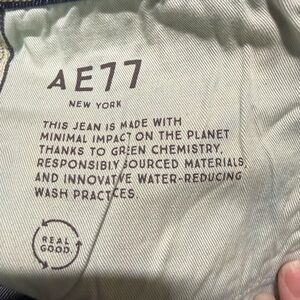 AE77
NEW YORK
THIS JEAN IS MADE WITH
MINIMAL IMPACT ON THE PLANET
THANKS TO GREEN CHEMISTRY,
RESPONSIBLY SOURCED MATERIALS,
AND INNOVATIVE WATER-REDUCING
WASH PRACTICES.
REAL
GOOD.